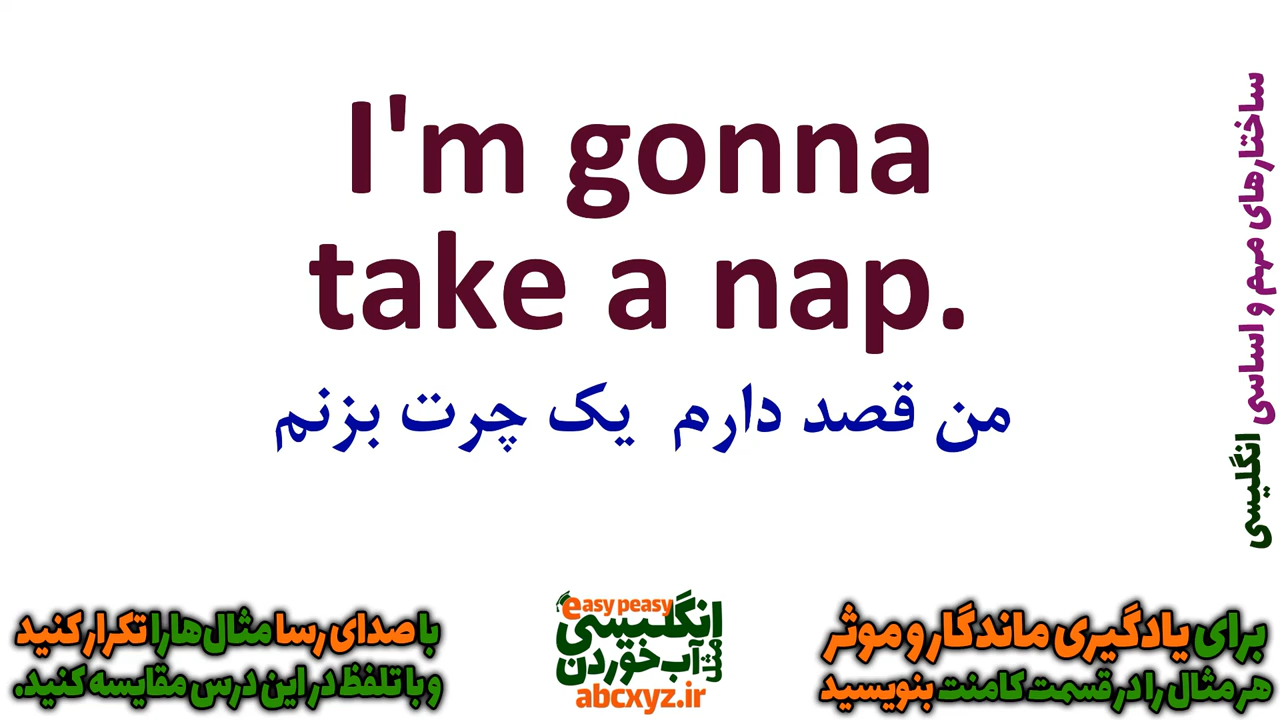 I'm gonna
take a nap.
من قصد دارم یک چرت بزنم
ساختارهای مهم و اساسی انگلیسی
برای یادگیری ماندگار و موثر
هر مثال را در قسمت کامنت بنویسید
easy peasy
انگلیسی
مثل
آب خوردن
abcxyz.ir
با صدای رسا مثال‌ها را تکرار کنید
و با تلفظ در این درس مقایسه کنید.